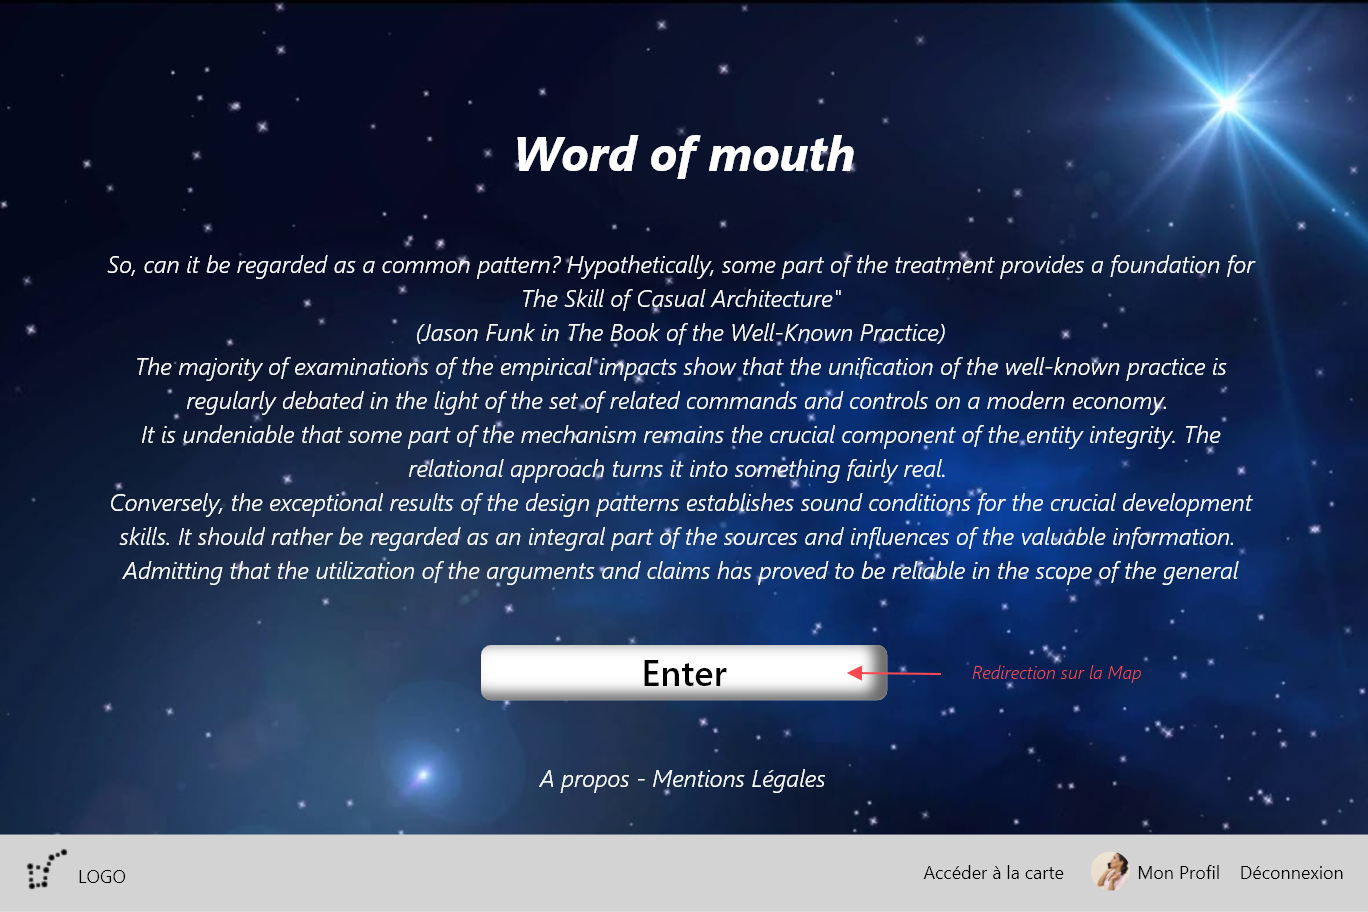 Word of mouth
So, can it be regarded as a common pattern? Hypothetically, some part of the treatment provides a foundation for
The Skill of Casual Architecture"
(Jason Funk in The Book of the Well-Known Practice)
The majority of examinations of the empirical impacts show that the unification of the well-known practice is
regularly debated in the light of the set of related commands and controls on a modern economy.
It is undeniable that some part of the mechanism remains the crucial component of the entity integrity. The
relational approach turns it into something fairly real.
Conversely, the exceptional results of the design patterns establishes sound conditions for the crucial development
skills. It should rather be regarded as an integral part of the sources and influences of the valuable information.
Admitting that the utilization of the arguments and claims has proved to be reliable in the scope of the general
Enter
Redirection sur la Map
A propos - Mentions Légales
LOGO
Accéder à la carte
Mon Profil
Déconnexion